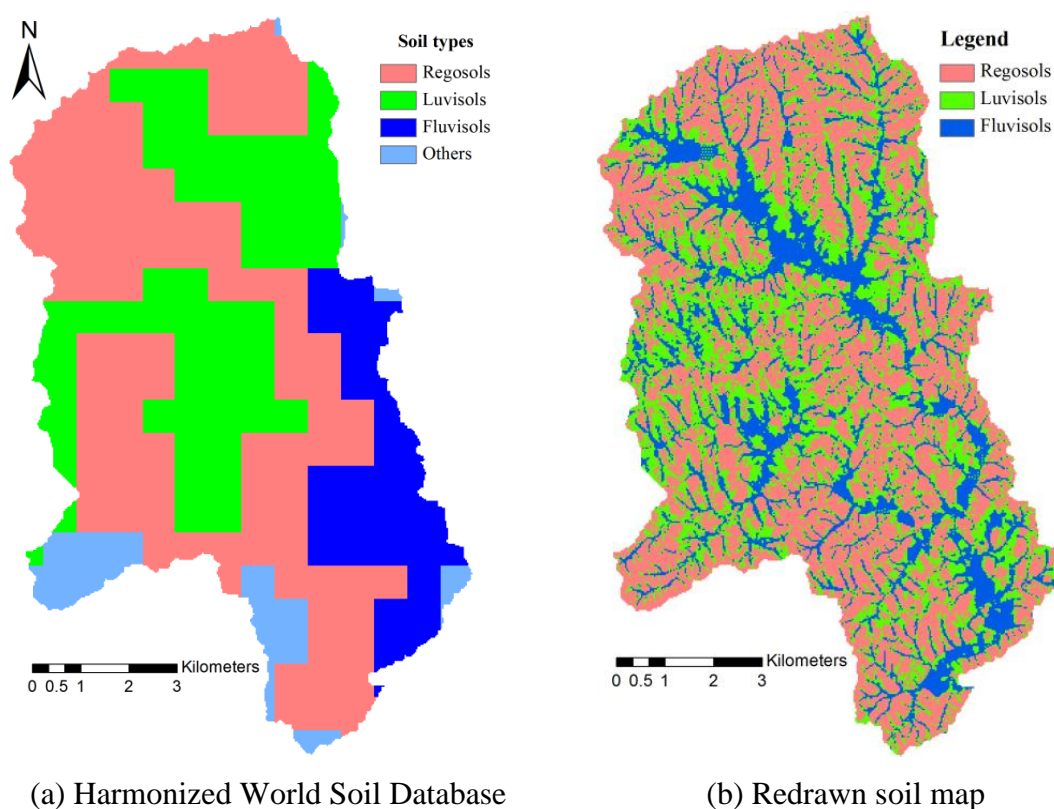 N
Soil types
Regosols
Luvisols
Fluvisols
Others
Kilometers
0 0.5 1 2 3
(a) Harmonized World Soil Database
Legend
Regosols
Luvisols
Fluvisols
Kilometers
0 0.5 1 2 3
(b) Redrawn soil map